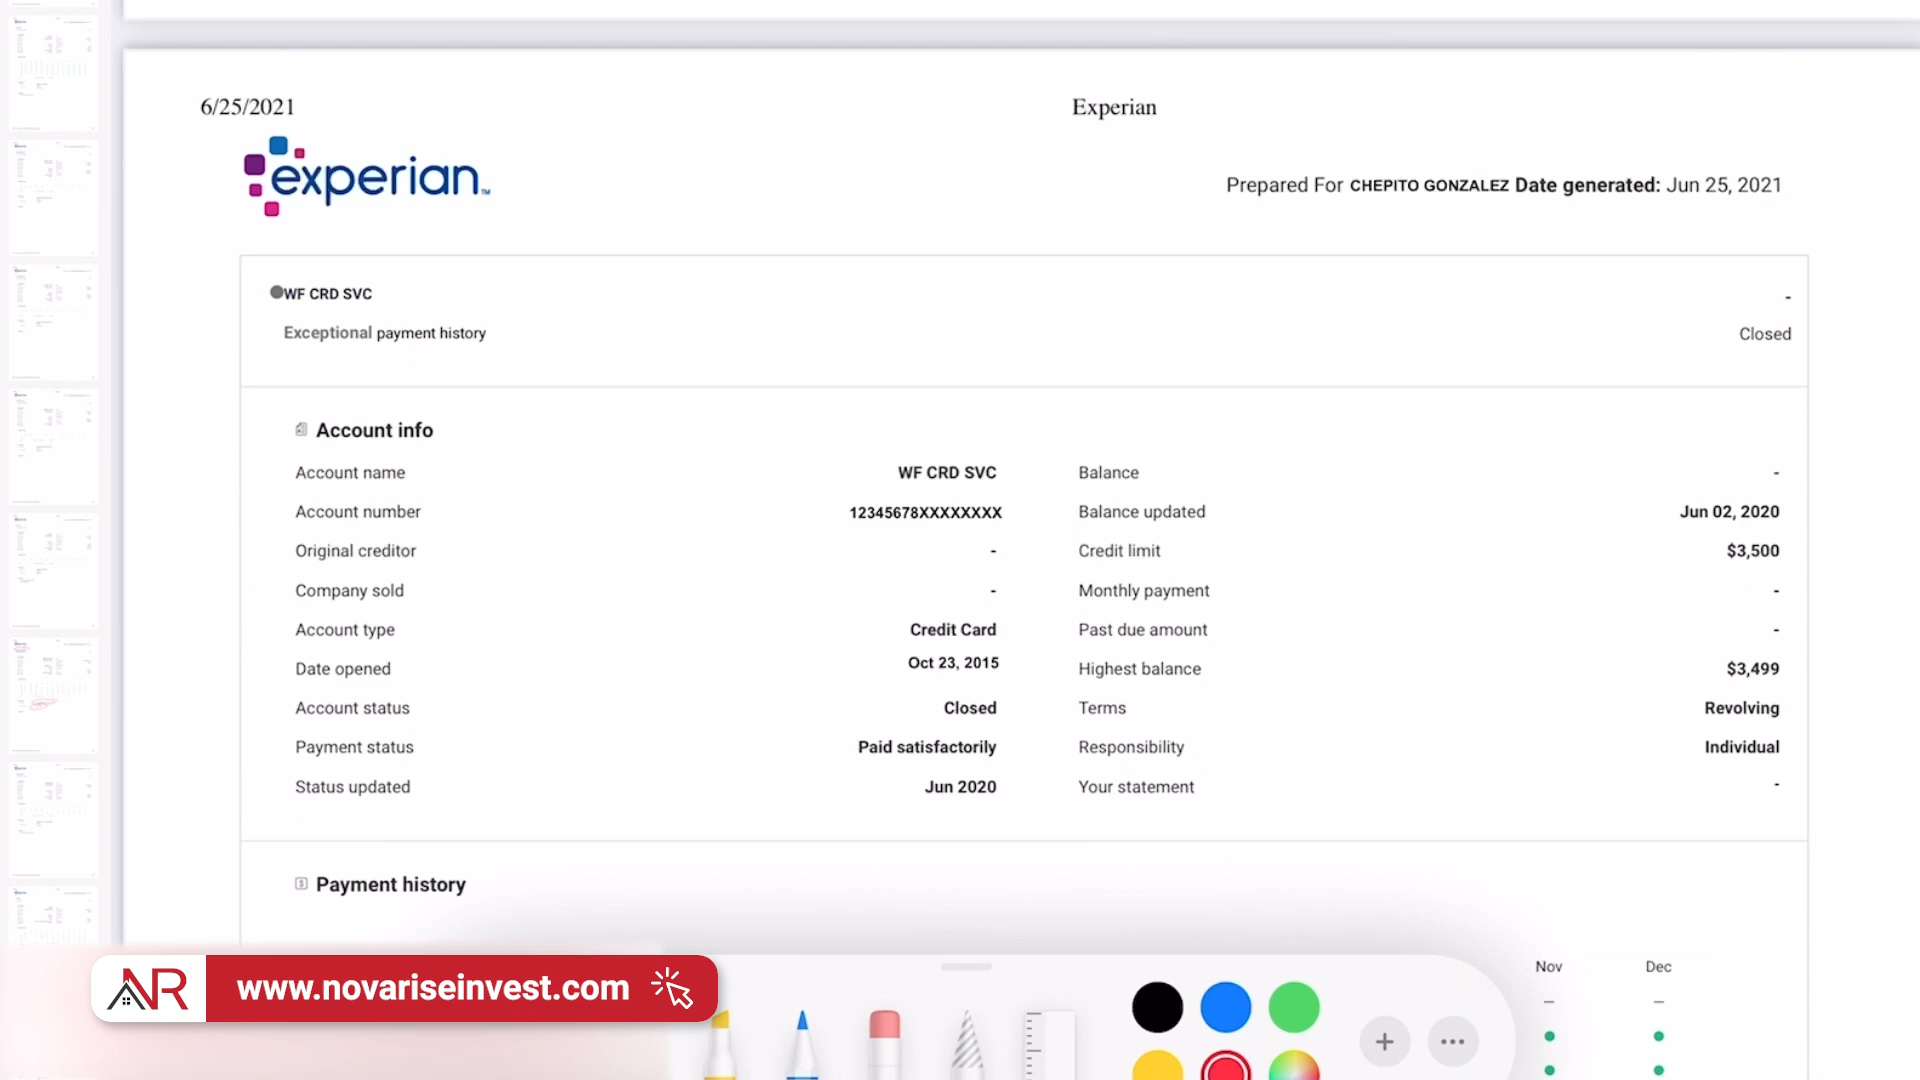 6/25/2021
Experian
experian™
Prepared For CHEPITO GONZALEZ Date generated: Jun 25, 2021
WF CRD SVC
-
Exceptional payment history
Closed
Account info
Account name WF CRD SVC
Balance -
Account number 12345678XXXXXXXX
Balance updated Jun 02, 2020
Original creditor -
Credit limit $3,500
Company sold -
Monthly payment -
Account type Credit Card
Past due amount -
Date opened Oct 23, 2015
Highest balance $3,499
Account status Closed
Terms Revolving
Payment status Paid satisfactorily
Responsibility Individual
Status updated Jun 2020
Your statement -
Payment history
Nov Dec
– –
NR www.novariseinvest.com